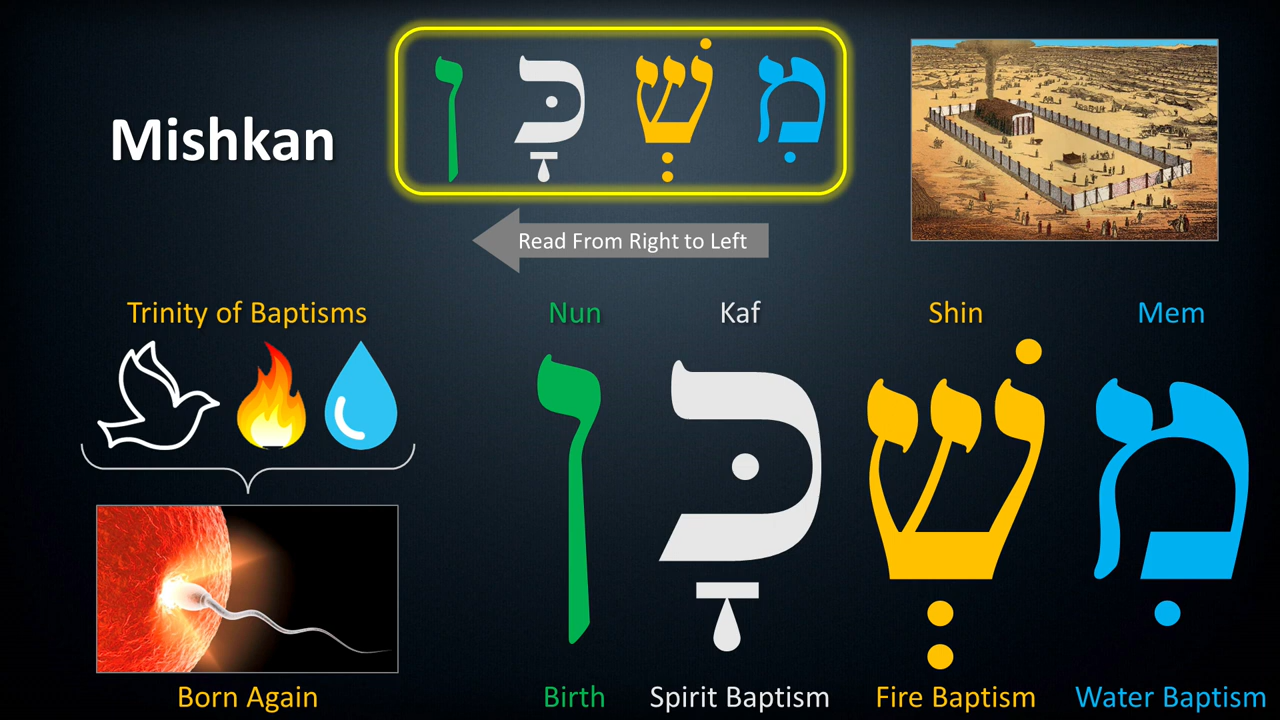 Mishkan
מִשְׁכָּן
Read From Right to Left
Trinity of Baptisms
Nun Kaf Shin Mem
מִשְׁכָּן
Born Again
Birth Spirit Baptism Fire Baptism Water Baptism